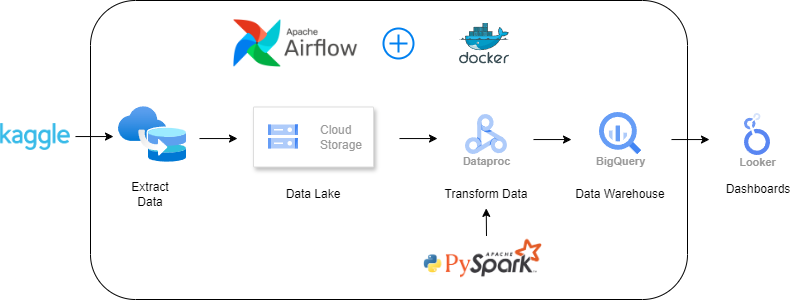 Apache
Airflow
docker
kaggle
Cloud
Storage
Dataproc
BigQuery
Looker
Extract
Data
Data Lake
Transform Data
Data Warehouse
Dashboards
APACHE
PySpark